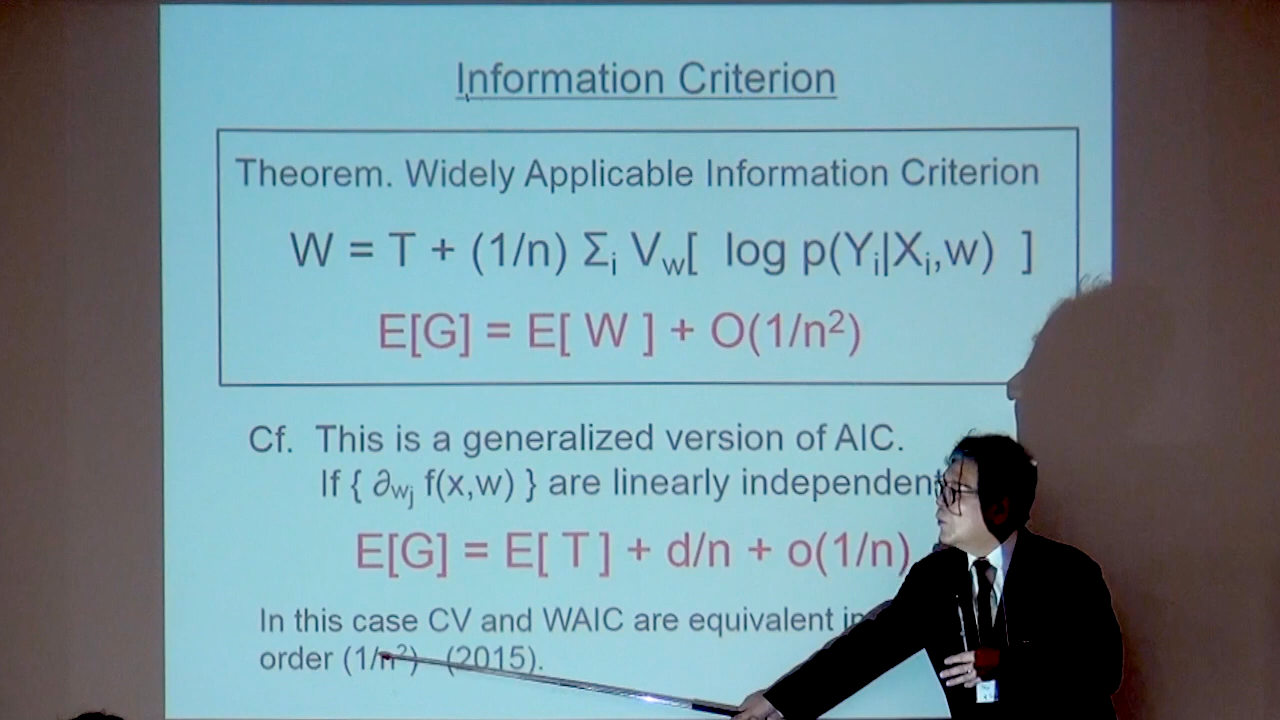 Information Criterion
Theorem. Widely Applicable Information Criterion
W = T + (1/n) Σᵢ V_w[ log p(Yᵢ|Xᵢ,w) ]
E[G] = E[ W ] + O(1/n²)
Cf. This is a generalized version of AIC.
If { ∂_{wⱼ} f(x,w) } are linearly independent
E[G] = E[ T ] + d/n + o(1/n)
In this case CV and WAIC are equivalent in
order (1/n²) (2015).